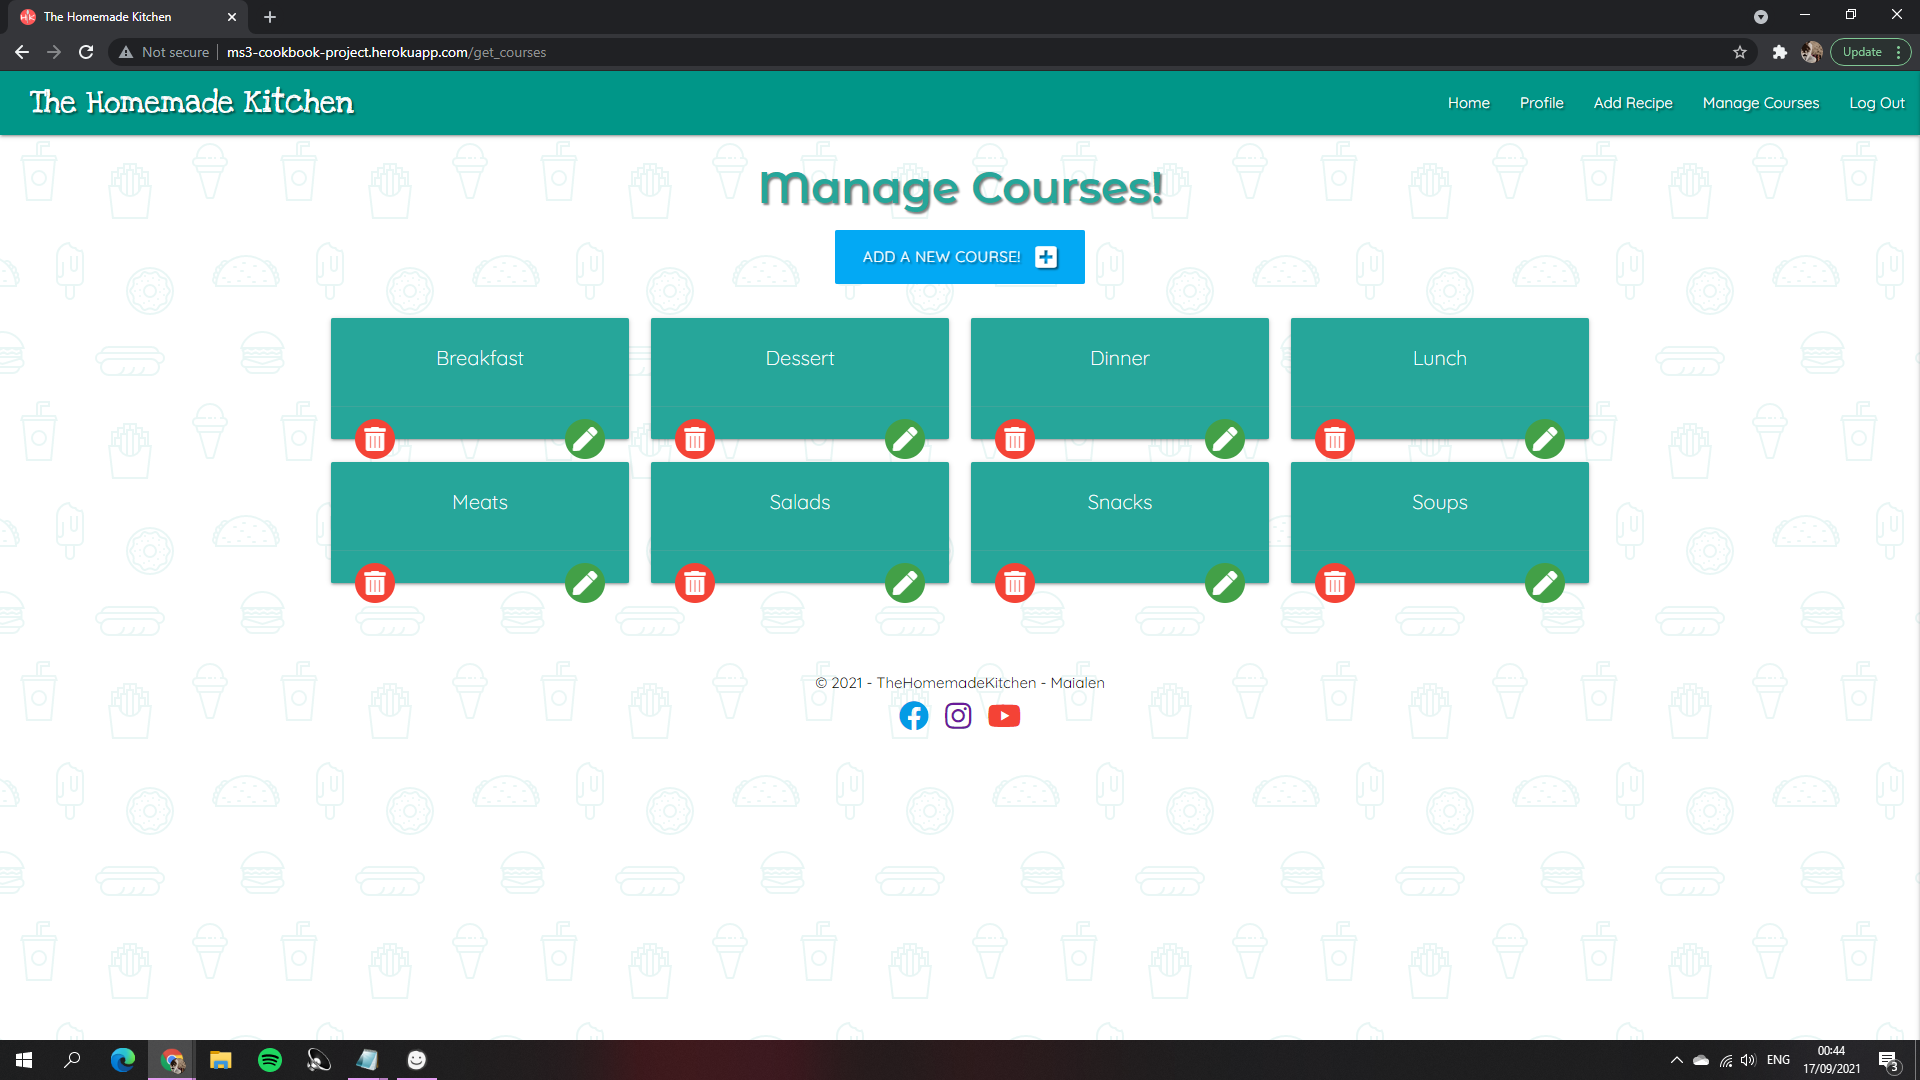 The Homemade Kitchen
Not secure
ms3-cookbook-project.herokuapp.com/get_courses
Update
The Homemade Kitchen
Home Profile Add Recipe Manage Courses Log Out
Manage Courses!
ADD A NEW COURSE!
Breakfast Dessert Dinner Lunch
Meats Salads Snacks Soups
© 2021 - TheHomemadeKitchen - Maialen
ENG
00:44
17/09/2021
3